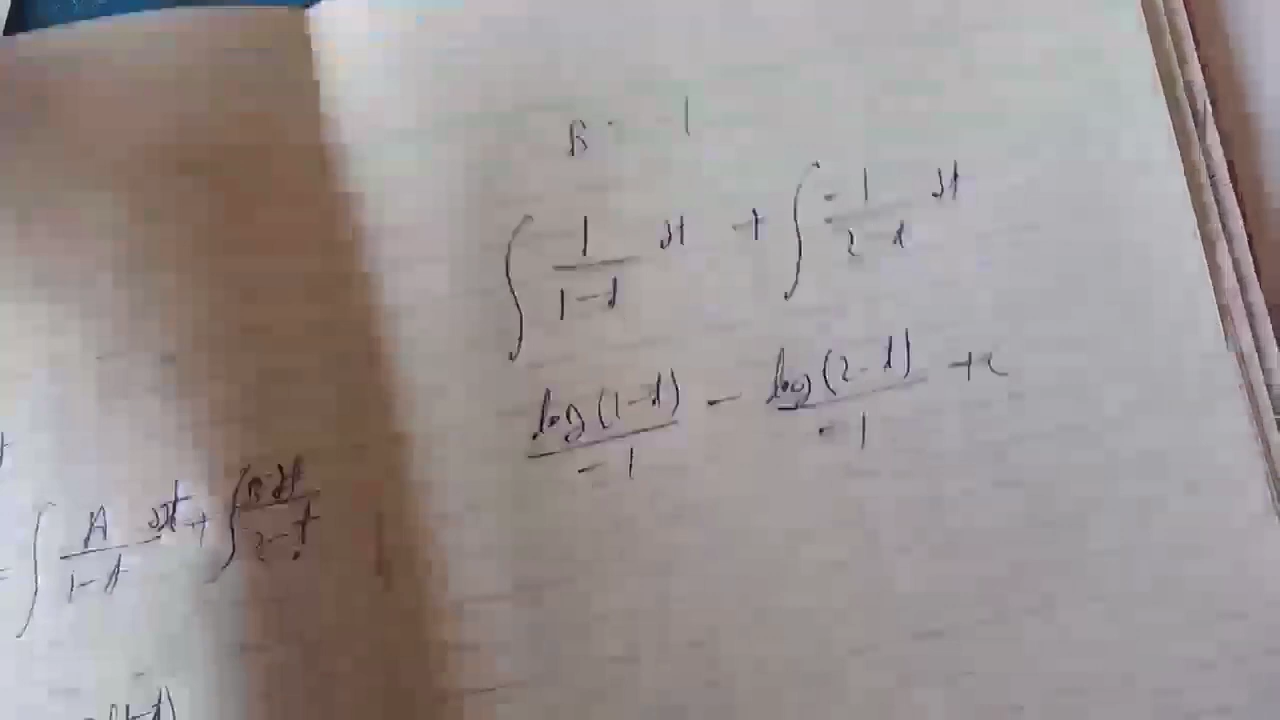 = ∫ A/(1-t) dt + ∫ B dt/(2-t)
B = -1
∫ 1/(1-t) dt + ∫ -1/(2-t) dt
log(1-t)/-1 - log(2-t)/-1 + c